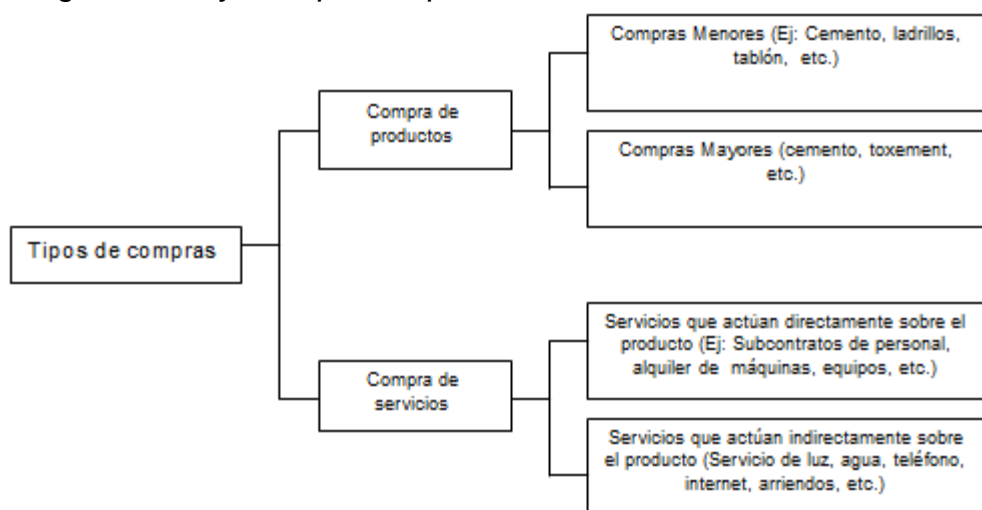 Compras Menores (Ej: Cemento, ladrillos,
tablón, etc.)
Compra de
productos
Compras Mayores (cemento, toxement,
etc.)
Tipos de compras
Servicios que actúan directamente sobre el
producto (Ej: Subcontratos de personal,
alquiler de máquinas, equipos, etc.)
Compra de
servicios
Servicios que actúan indirectamente sobre
el producto (Servicio de luz, agua, teléfono,
internet, arriendos, etc.)